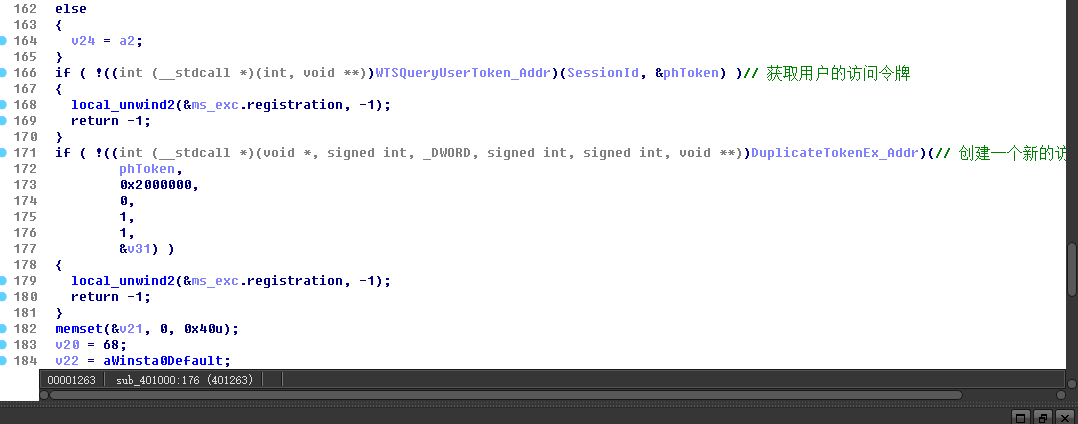 162 else
163 {
164 v24 = a2;
165 }
166 if ( !((int (__stdcall *)(int, void **))WTSQueryUserToken_Addr)(SessionId, &phToken) )// 获取用户的访问令牌
167 {
168 local_unwind2(&ms_exc.registration, -1);
169 return -1;
170 }
171 if ( !((int (__stdcall *)(void *, signed int, _DWORD, signed int, signed int, void **))DuplicateTokenEx_Addr)(// 创建一个新的访
172 phToken,
173 0x2000000,
174 0,
175 1,
176 1,
177 &v31) )
178 {
179 local_unwind2(&ms_exc.registration, -1);
180 return -1;
181 }
182 memset(&v21, 0, 0x40u);
183 v20 = 68;
184 v22 = aWinsta0Default;
00001263 sub_401000:176 (401263)